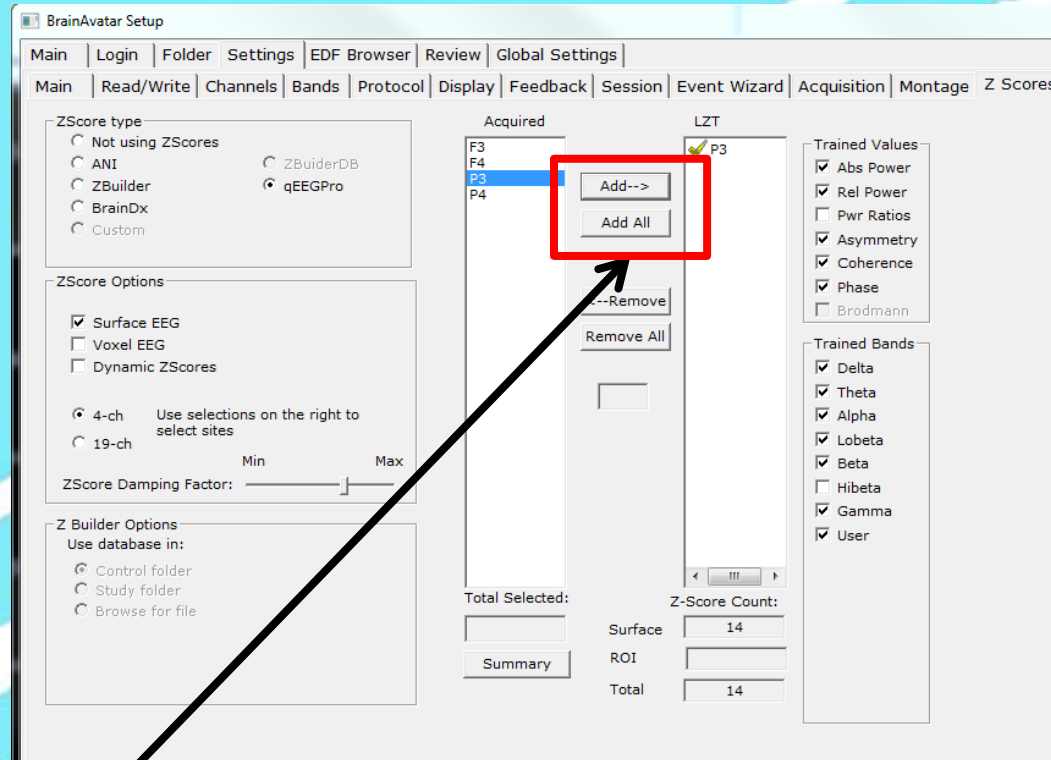 BrainAvatar Setup
Main Login Folder Settings EDF Browser Review Global Settings
Main Read/Write Channels Bands Protocol Display Feedback Session Event Wizard Acquisition Montage Z Scores
ZScore type
Not using ZScores
ANI ZBuiderDB
ZBuilder qEEGPro
BrainDx
Custom
ZScore Options
Surface EEG
Voxel EEG
Dynamic ZScores
4-ch Use selections on the right to
select sites
19-ch
Min Max
ZScore Damping Factor:
Z Builder Options
Use database in:
Control folder
Study folder
Browse for file
Acquired
F3
F4
P3
P4
Add-->
Add All
<--Remove
Remove All
Total Selected:
Summary
LZT
P3
Z-Score Count:
Surface 14
ROI
Total 14
Trained Values
Abs Power
Rel Power
Pwr Ratios
Asymmetry
Coherence
Phase
Brodmann
Trained Bands
Delta
Theta
Alpha
Lobeta
Beta
Hibeta
Gamma
User